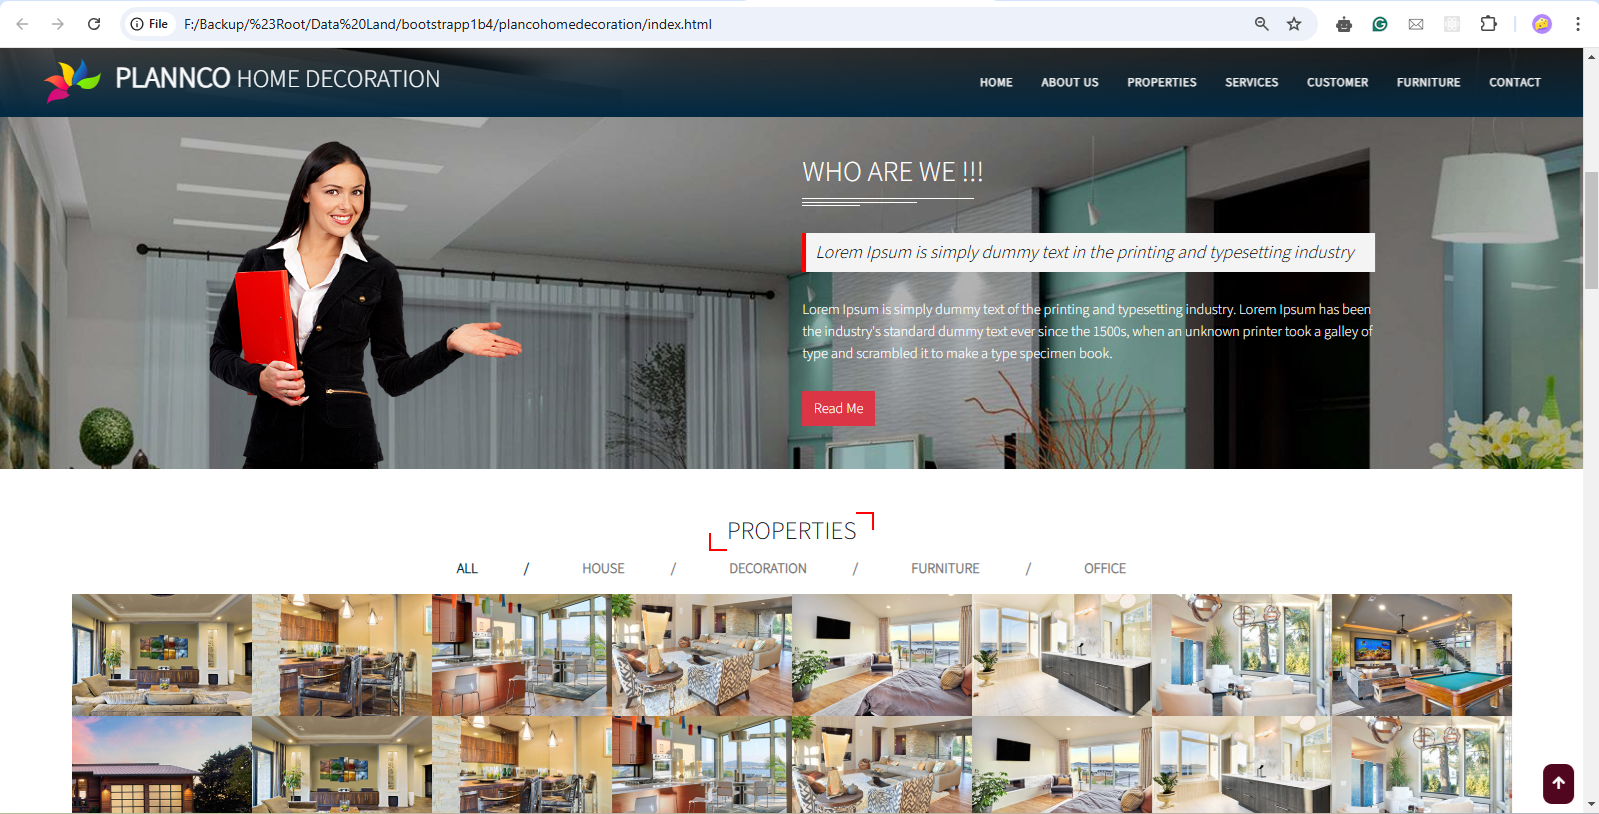 File F:/Backup/%23Root/Data%20Land/bootstrapp1b4/plancohomedecoration/index.html
PLANNCO HOME DECORATION
HOME ABOUT US PROPERTIES SERVICES CUSTOMER FURNITURE CONTACT
WHO ARE WE !!!
Lorem Ipsum is simply dummy text in the printing and typesetting industry
Lorem Ipsum is simply dummy text of the printing and typesetting industry. Lorem Ipsum has been
the industry's standard dummy text ever since the 1500s, when an unknown printer took a galley of
type and scrambled it to make a type specimen book.
Read Me
PROPERTIES
ALL / HOUSE / DECORATION / FURNITURE / OFFICE